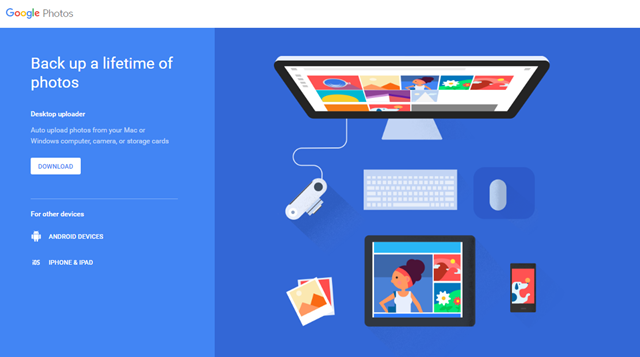 Google Photos
Back up a lifetime of
photos
Desktop uploader
Auto upload photos from your Mac or
Windows computer, camera, or storage cards
DOWNLOAD
For other devices
ANDROID DEVICES
iOS IPHONE & IPAD